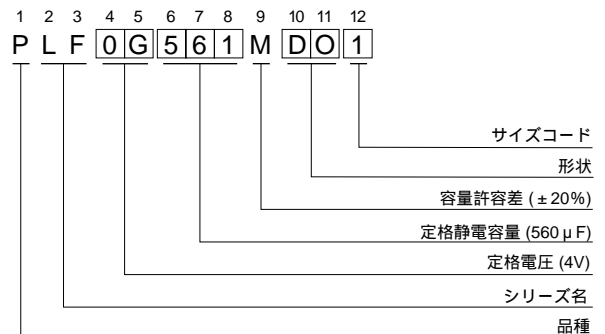 1 2 3 4 5 6 7 8 9 10 11 12
P L F 0 G 5 6 1 M D O 1
サイズコード
形状
容量許容差 (±20%)
定格静電容量 (560μF)
定格電圧 (4V)
シリーズ名
品種